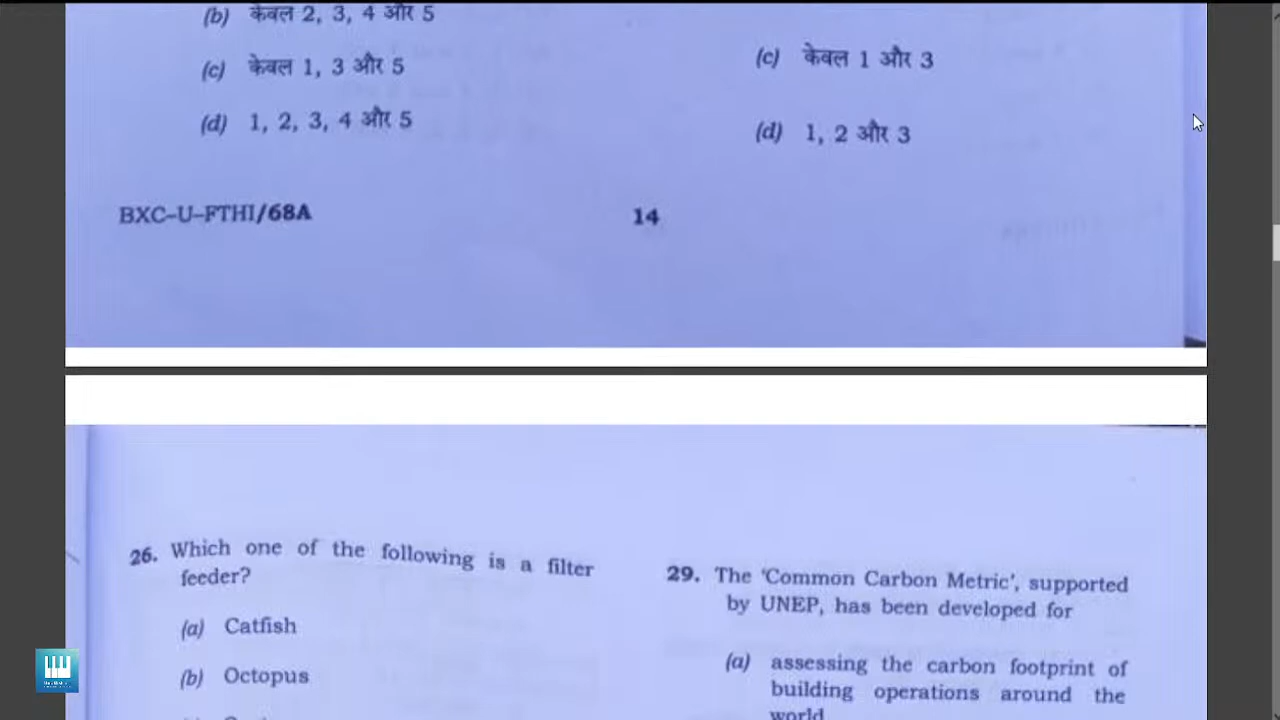 (b) केवल 2, 3, 4 और 5
(c) केवल 1, 3 और 5
(d) 1, 2, 3, 4 और 5
(c) केवल 1 और 3
(d) 1, 2 और 3
BXC-U-FTHI/68A
14
26. Which one of the following is a filter
feeder?
(a) Catfish
(b) Octopus
29. The 'Common Carbon Metric', supported
by UNEP, has been developed for
(a) assessing the carbon footprint of
building operations around the
world